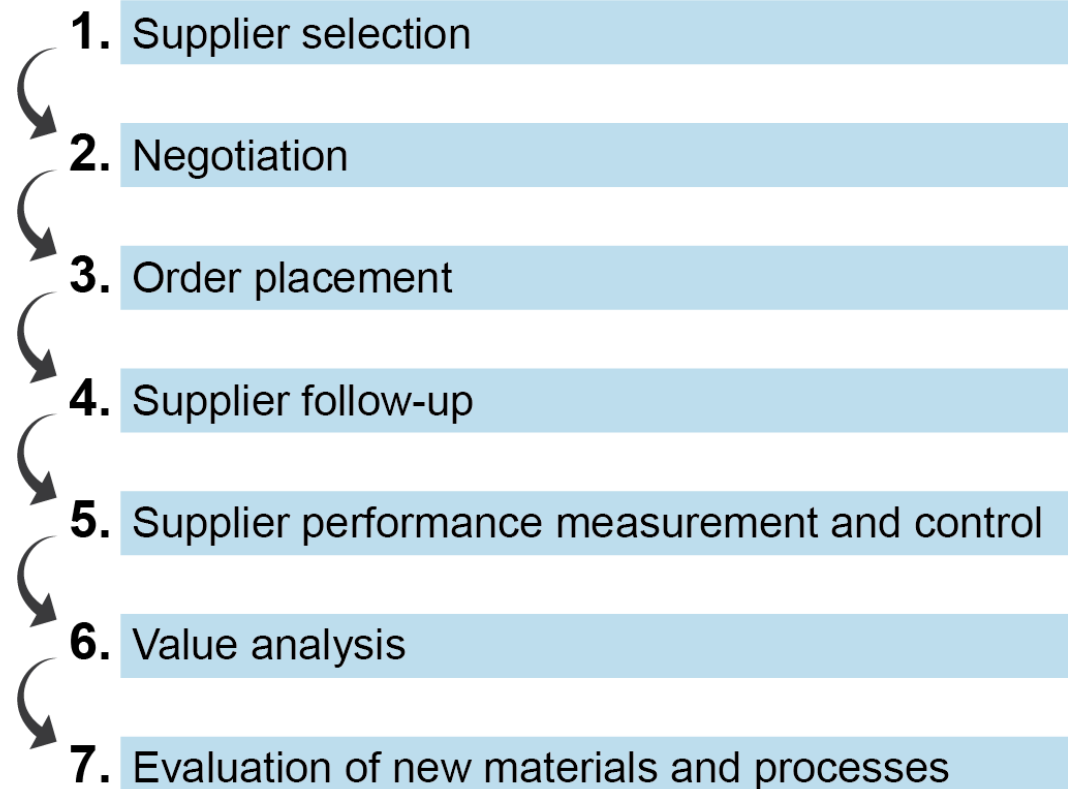 1. Supplier selection
2. Negotiation
3. Order placement
4. Supplier follow-up
5. Supplier performance measurement and control
6. Value analysis
7. Evaluation of new materials and processes